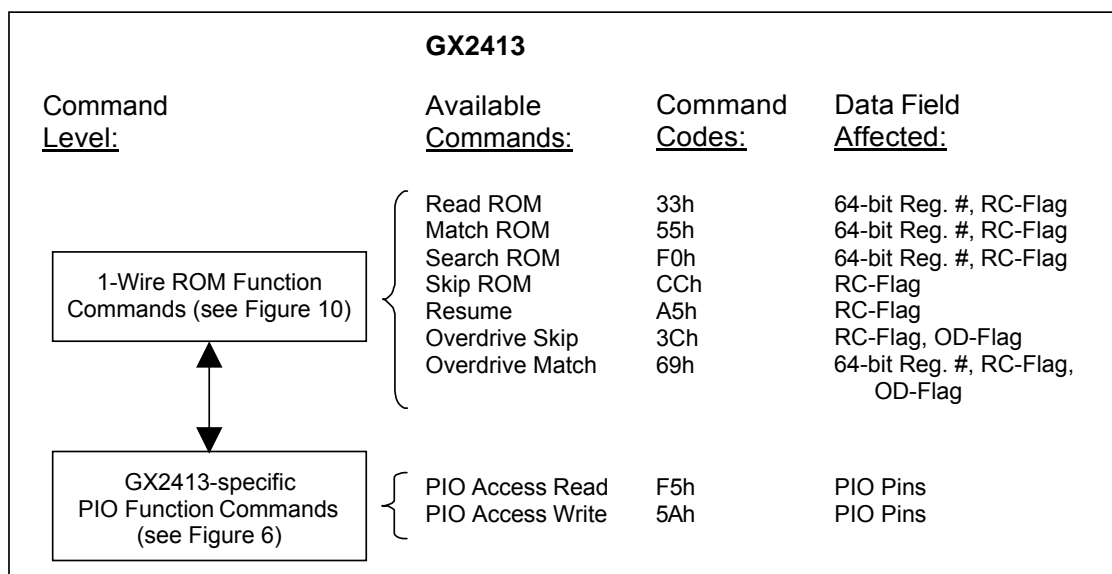 GX2413
Command Available Command Data Field
Level: Commands: Codes: Affected:
Read ROM 33h 64-bit Reg. #, RC-Flag
Match ROM 55h 64-bit Reg. #, RC-Flag
Search ROM F0h 64-bit Reg. #, RC-Flag
Skip ROM CCh RC-Flag
Resume A5h RC-Flag
Overdrive Skip 3Ch RC-Flag, OD-Flag
Overdrive Match 69h 64-bit Reg. #, RC-Flag,
OD-Flag
1-Wire ROM Function
Commands (see Figure 10)
GX2413-specific
PIO Function Commands
(see Figure 6)
PIO Access Read F5h PIO Pins
PIO Access Write 5Ah PIO Pins